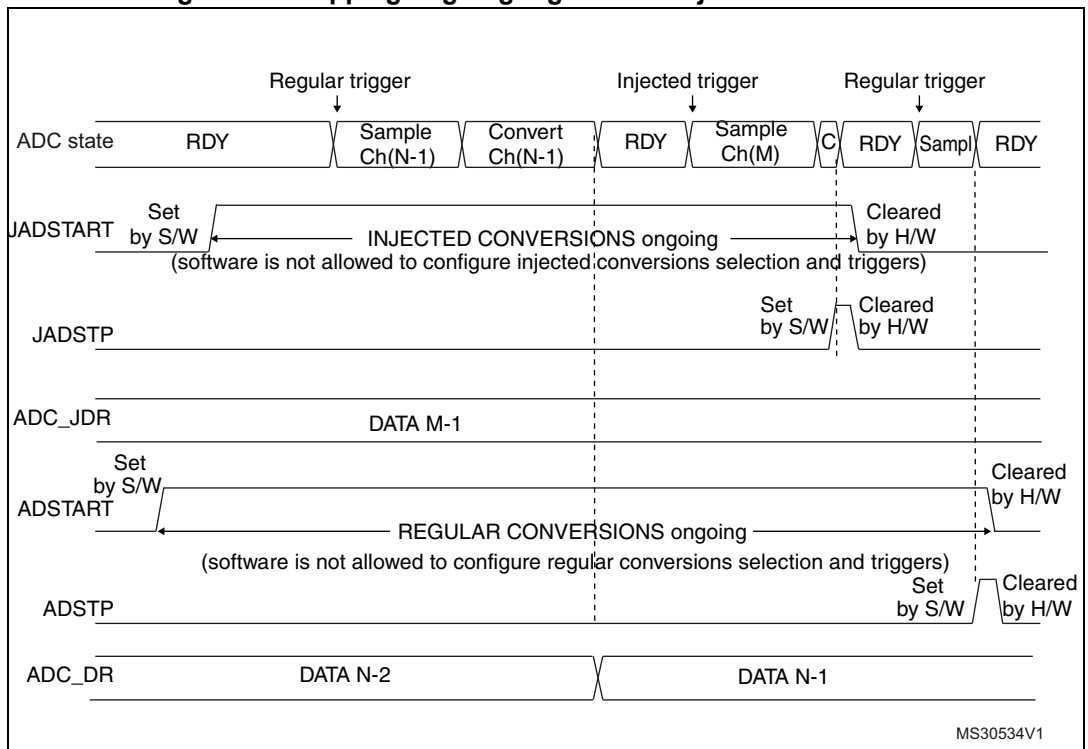 Regular trigger Injected trigger Regular trigger
ADC state RDY Sample Ch(N-1) Convert Ch(N-1) RDY Sample Ch(M) C RDY Sampl RDY
JADSTART
Set
by S/W
Cleared
by H/W
INJECTED CONVERSIONS ongoing
(software is not allowed to configure injected conversions selection and triggers)
JADSTP
Set
by S/W
Cleared
by H/W
ADC_JDR DATA M-1
Set
by S/W
ADSTART
Cleared
by H/W
REGULAR CONVERSIONS ongoing
(software is not allowed to configure regular conversions selection and triggers)
ADSTP
Set
by S/W
Cleared
by H/W
ADC_DR DATA N-2 DATA N-1
MS30534V1